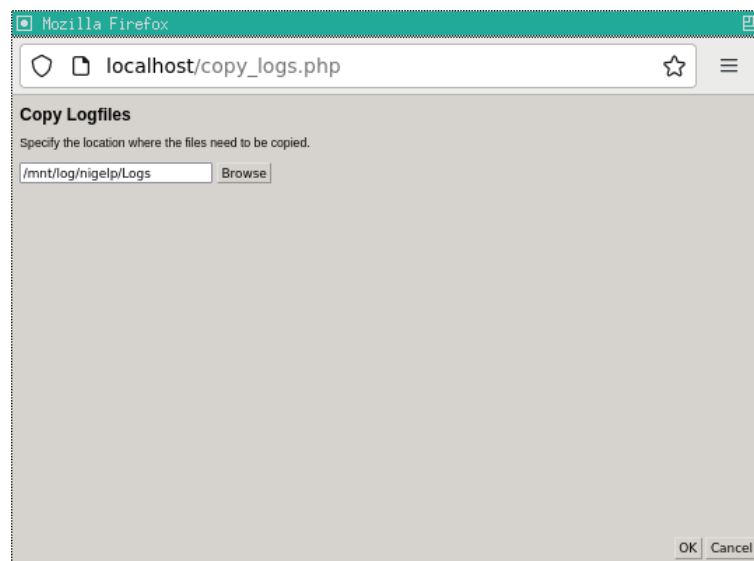 Mozilla Firefox
localhost/copy_logs.php
Copy Logfiles
Specify the location where the files need to be copied.
/mnt/log/nigelp/Logs Browse
OK Cancel